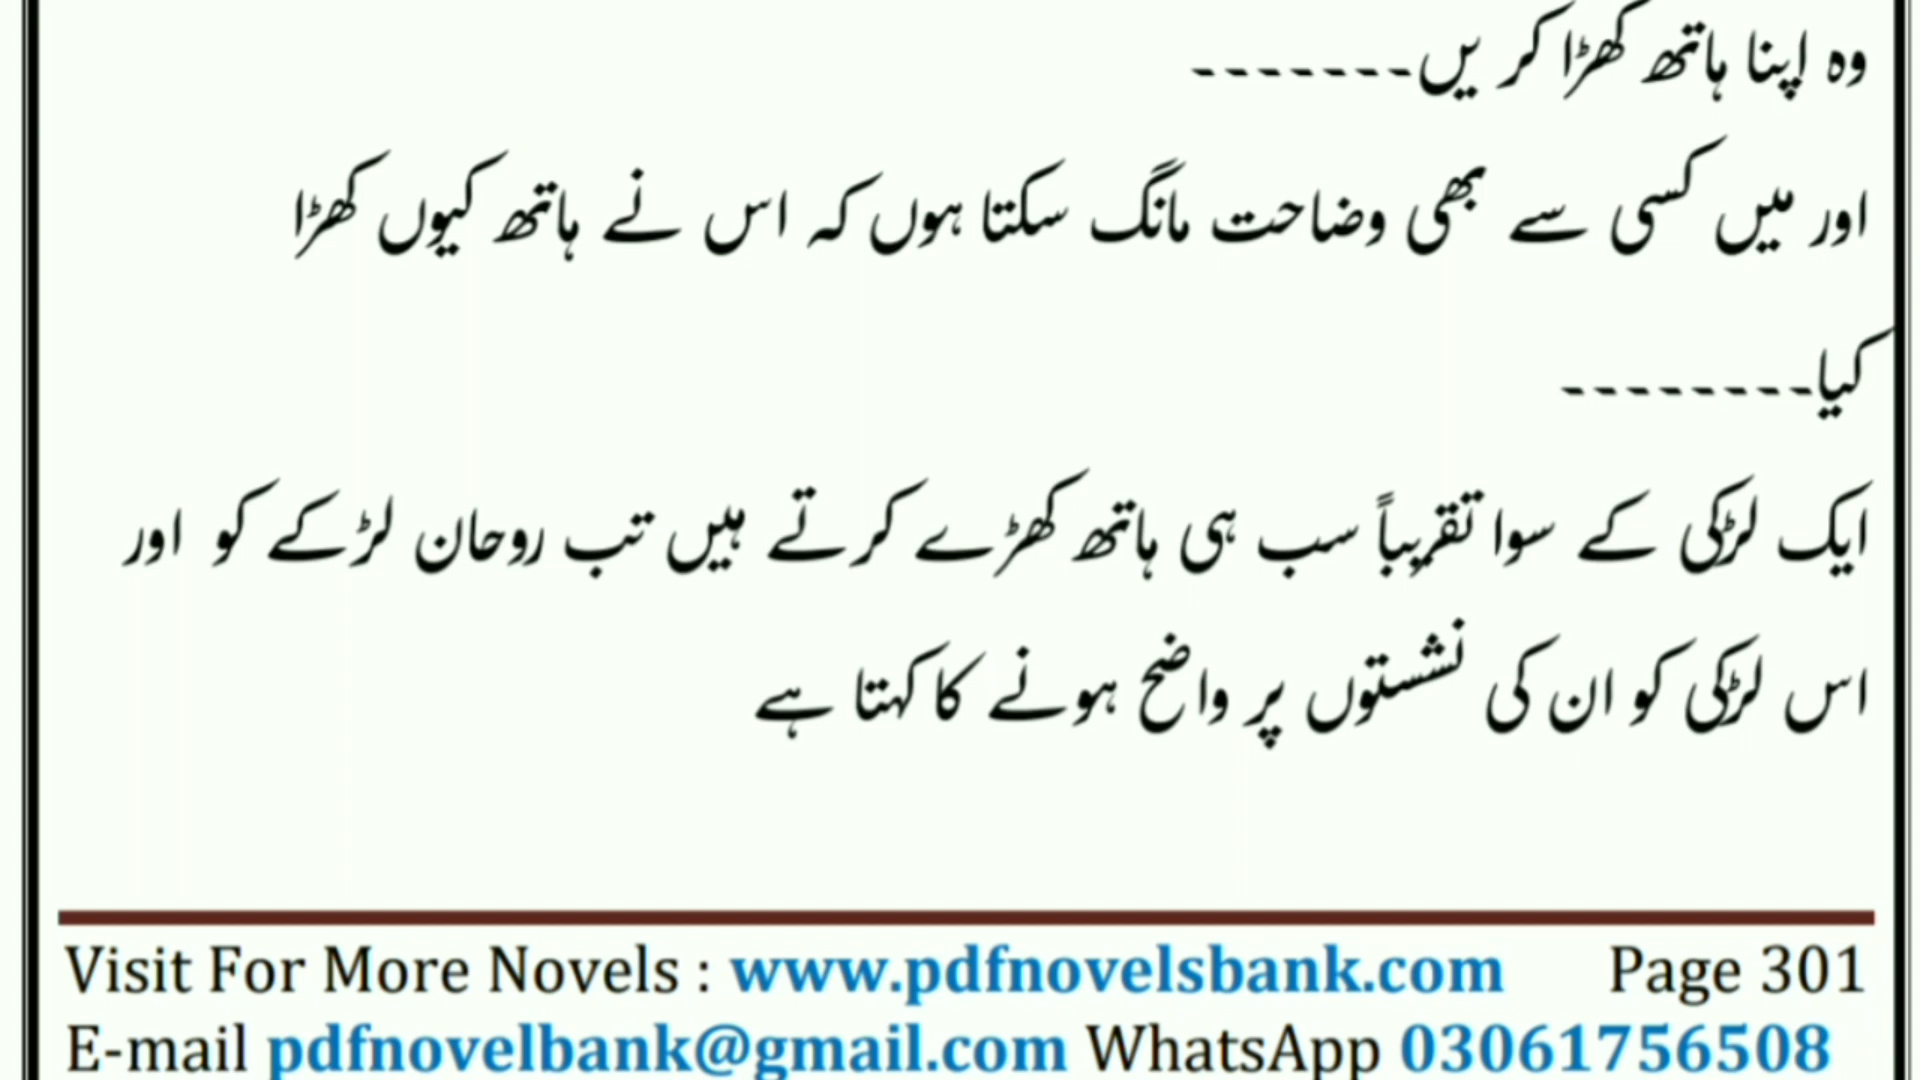 وہ اپنا ہاتھ کھڑا کر یں-------
اور میں کسی سے بھی وضاحت مانگ سکتا ہوں کہ اس نے ہاتھ کیوں کھڑا
کیا--------
ایک لڑکی کے سوا تقریباً سب ہی ہاتھ کھڑے کرتے ہیں تب روحان لڑکے کو اور
اس لڑکی کو ان کی نشستوں پر واضح ہونے کا کہتا ہے
Visit For More Novels : www.pdfnovelsbank.com Page 301
E-mail pdfnovelbank@gmail.com WhatsApp 03061756508